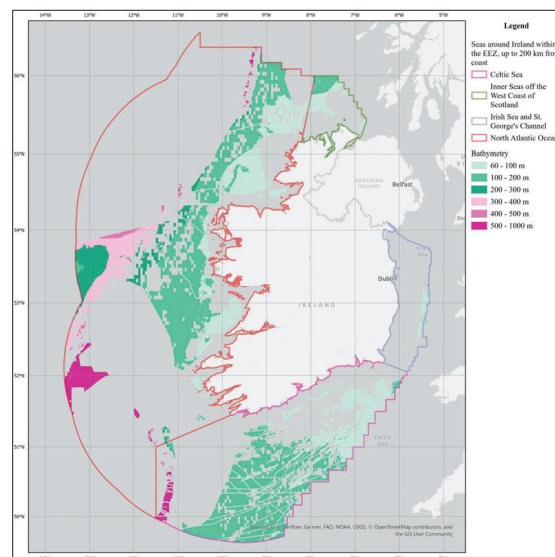 14°W 13°W 12°W 11°W 10°W 9°W 8°W 7°W 6°W 5°W
56°N
55°N
54°N
53°N
52°N
51°N
50°N
NORTHERN
IRELAND
Belfast
Dublin
IRELAND
Celtic
Sea
TomTom, Garmin, FAO, NOAA, USGS, © OpenStreetMap contributors, and
the GIS User Community
Legend
Seas around Ireland within
the EEZ, up to 200 km from
coast
Celtic Sea
Inner Seas off the
West Coast of
Scotland
Irish Sea and St.
George's Channel
North Atlantic Ocean
Bathymetry
60 - 100 m
100 - 200 m
200 - 300 m
300 - 400 m
400 - 500 m
500 - 1000 m